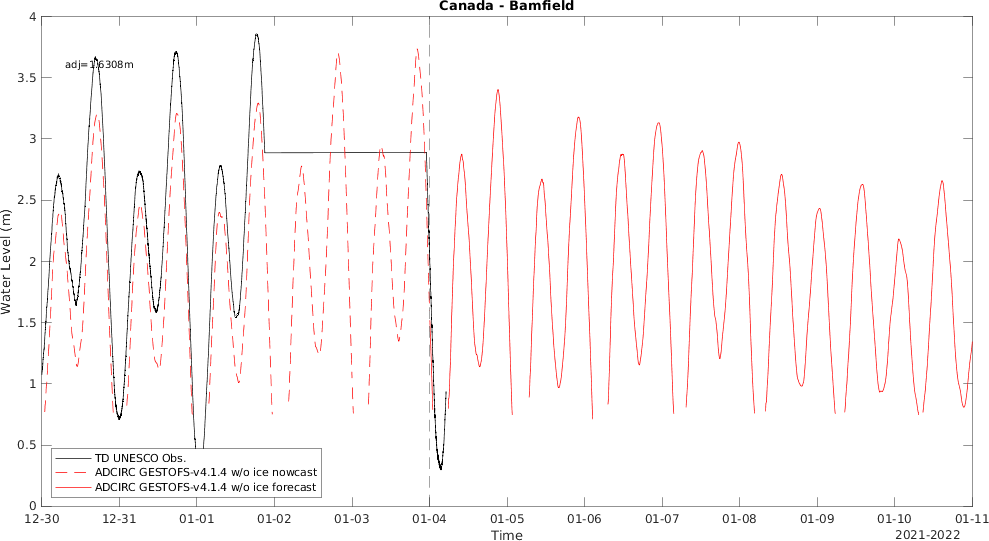 Canada - Bamfield
4
3.5
3
2.5
2
1.5
1
0.5
0
Water Level (m)
adj=1.6308m
TD UNESCO Obs.
ADCIRC GESTOFS-v4.1.4 w/o ice nowcast
ADCIRC GESTOFS-v4.1.4 w/o ice forecast
12-30 12-31 01-01 01-02 01-03 01-04 01-05 01-06 01-07 01-08 01-09 01-10 01-11
Time
2021-2022